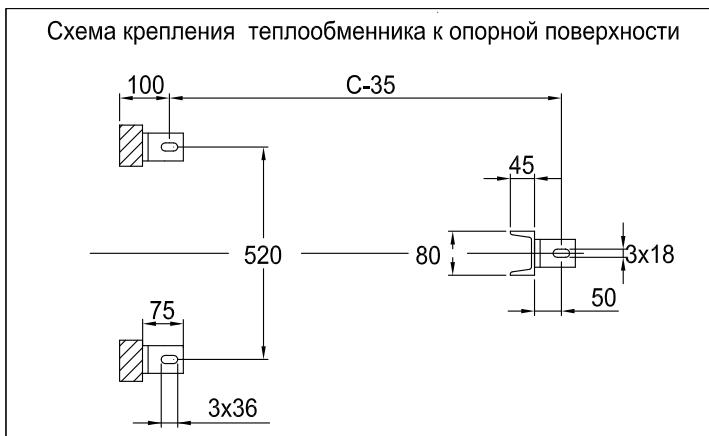 Схема крепления теплообменника к опорной поверхности
100
C-35
45
520
80
3x18
75
50
3x36